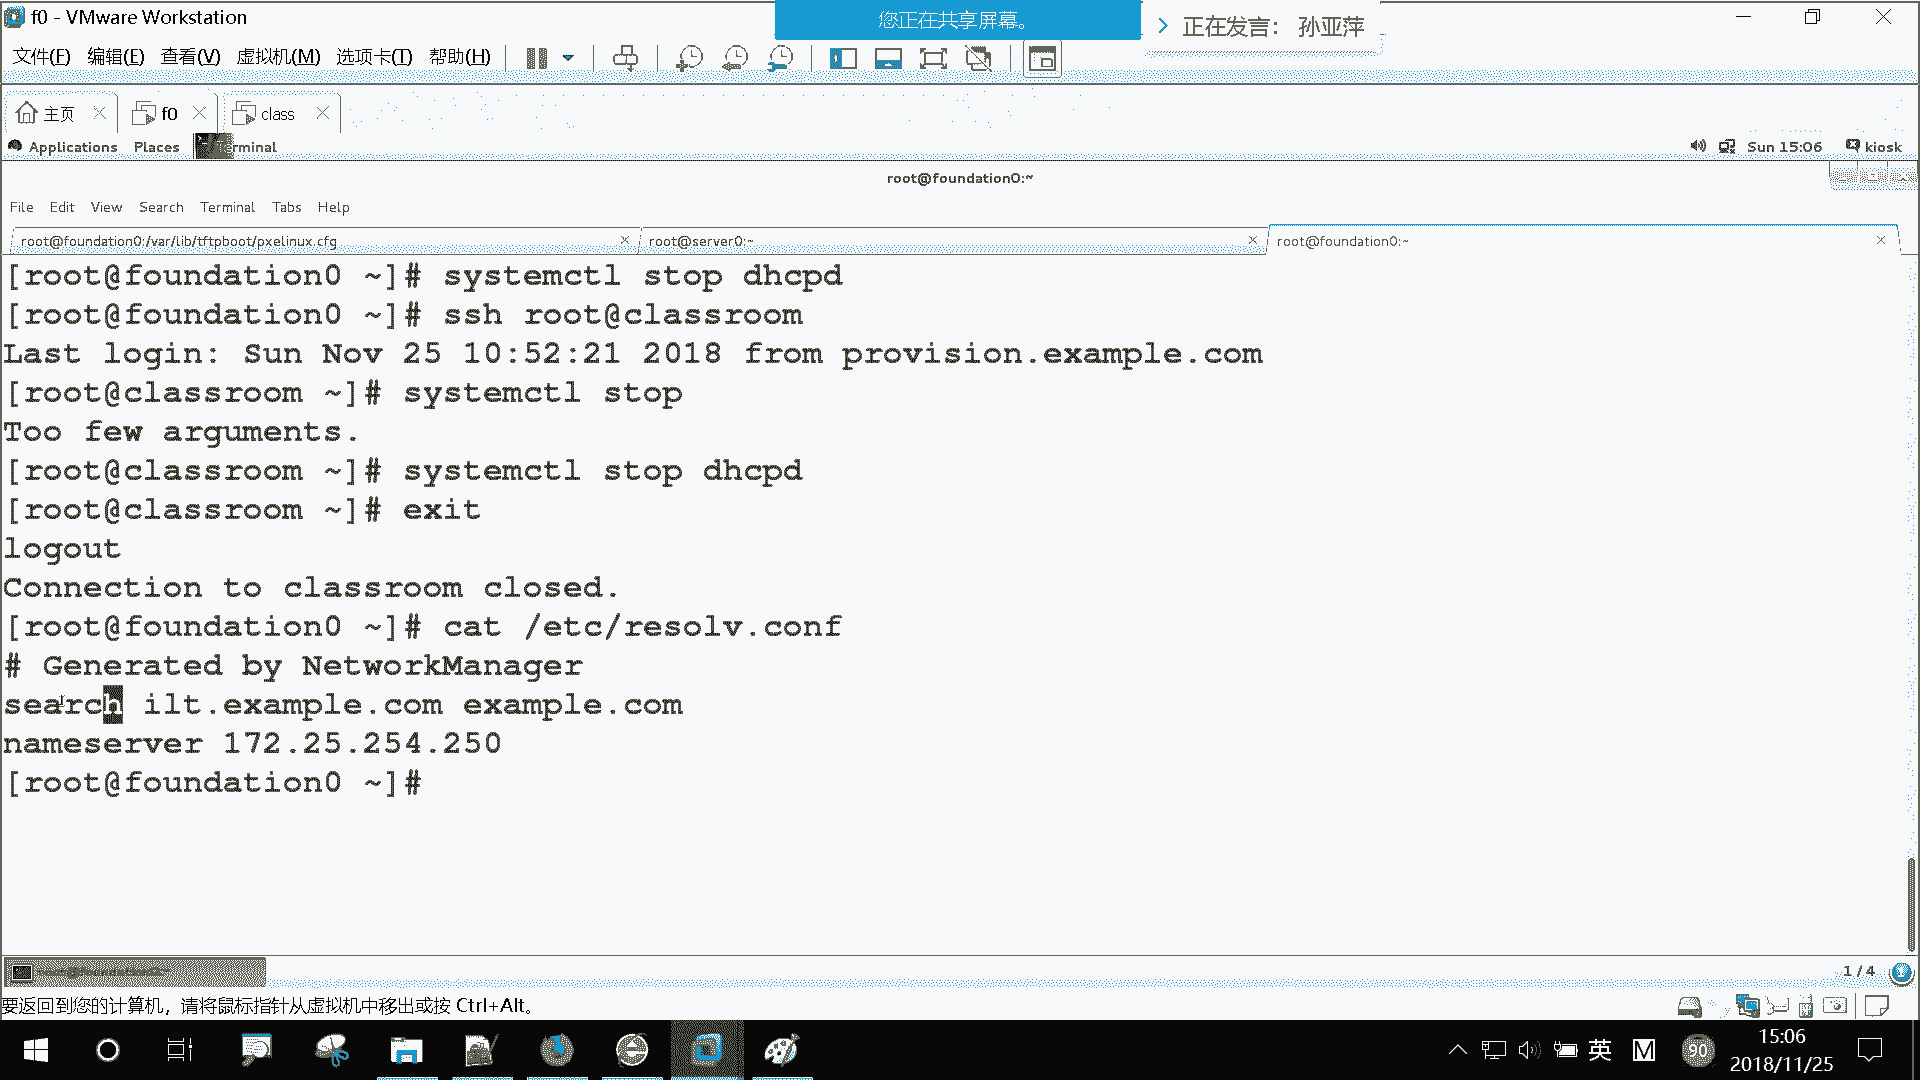 f0 - VMware Workstation
您正在共享屏幕。
正在发言： 孙亚萍
文件(F) 编辑(E) 查看(V) 虚拟机(M) 选项卡(T) 帮助(H)
主页 f0 class
Applications Places Terminal Sun 15:06 kiosk
root@foundation0:~
File Edit View Search Terminal Tabs Help
root@foundation0:/var/lib/tftpboot/pxelinux.cfg root@server0:~ root@foundation0:~
[root@foundation0 ~]# systemctl stop dhcpd
[root@foundation0 ~]# ssh root@classroom
Last login: Sun Nov 25 10:52:21 2018 from provision.example.com
[root@classroom ~]# systemctl stop
Too few arguments.
[root@classroom ~]# systemctl stop dhcpd
[root@classroom ~]# exit
logout
Connection to classroom closed.
[root@foundation0 ~]# cat /etc/resolv.conf
# Generated by NetworkManager
search ilt.example.com example.com
nameserver 172.25.254.250
[root@foundation0 ~]#
1 / 4
要返回到您的计算机，请将鼠标指针从虚拟机中移出或按 Ctrl+Alt。
英 M 90 15:06
2018/11/25